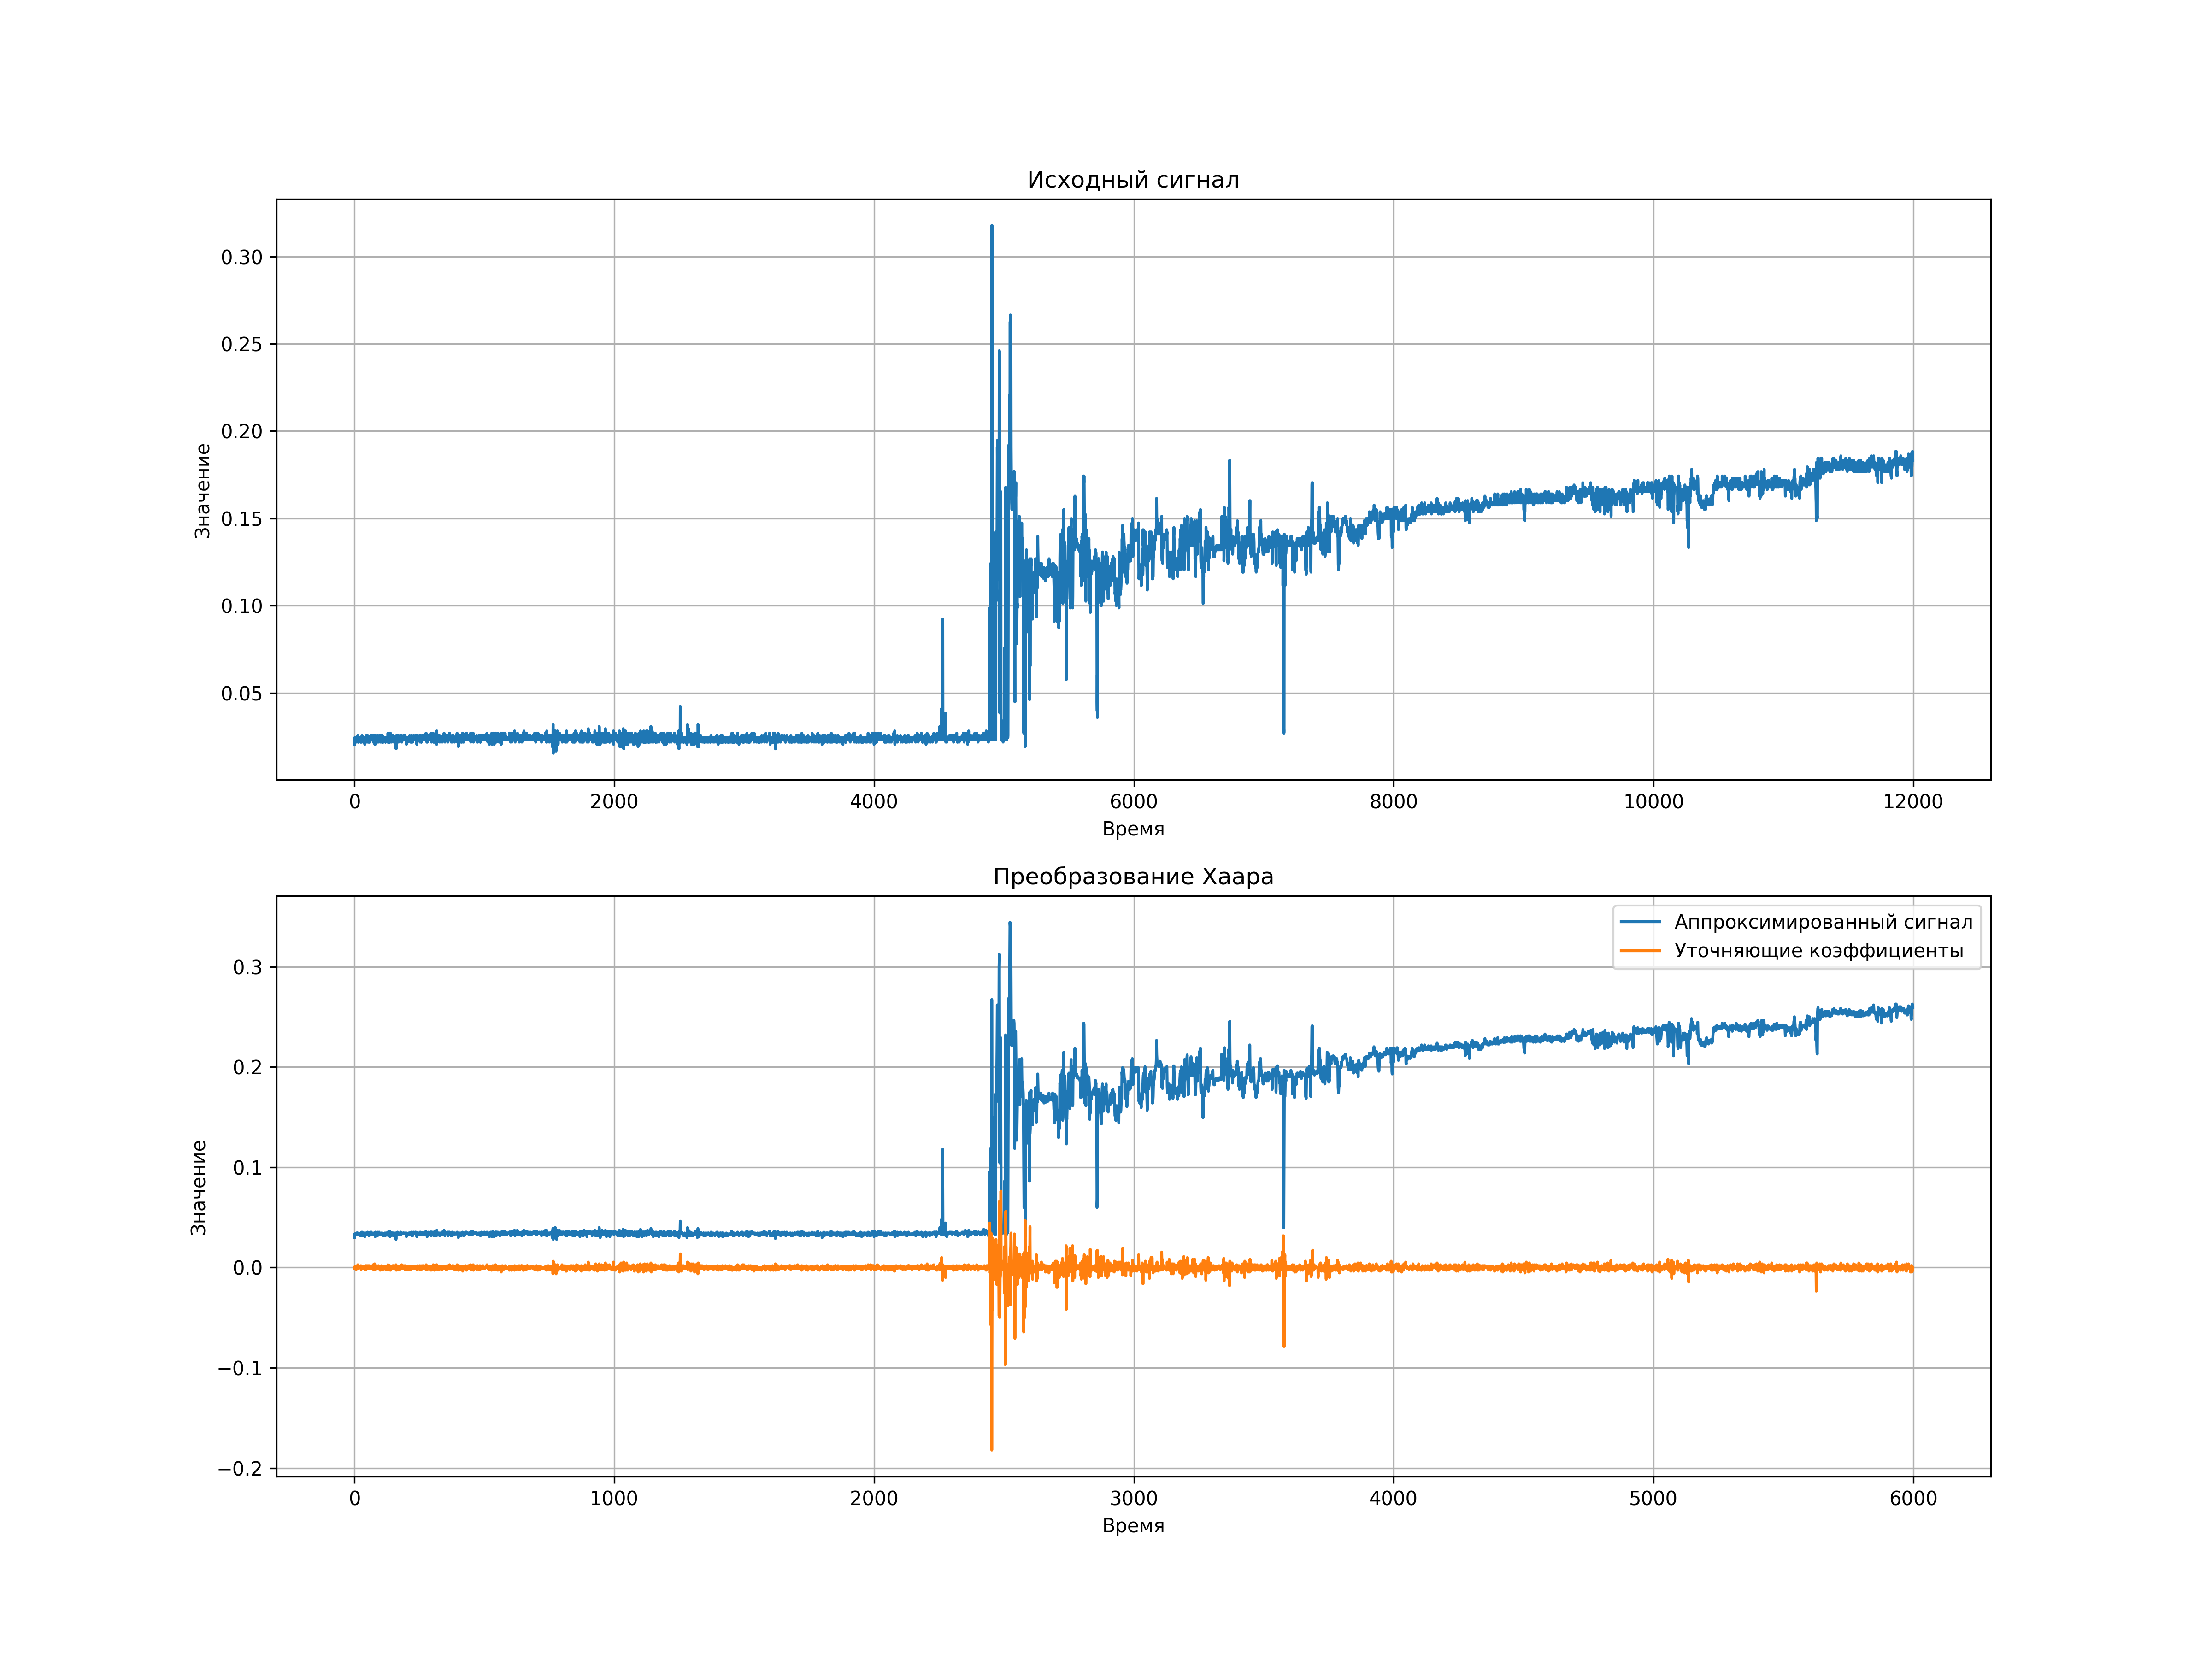 Исходный сигнал
0.30
0.25
0.20
0.15
0.10
0.05
Значение
0 2000 4000 6000 8000 10000 12000
Время
Преобразование Хаара
Аппроксимированный сигнал
Уточняющие коэффициенты
0.3
0.2
0.1
0.0
−0.1
−0.2
Значение
0 1000 2000 3000 4000 5000 6000
Время